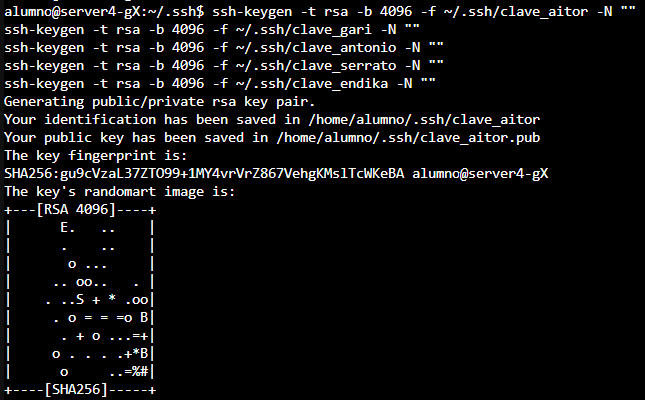 alumno@server4-gX:~/.ssh$ ssh-keygen -t rsa -b 4096 -f ~/.ssh/clave_aitor -N ""
ssh-keygen -t rsa -b 4096 -f ~/.ssh/clave_gari -N ""
ssh-keygen -t rsa -b 4096 -f ~/.ssh/clave_antonio -N ""
ssh-keygen -t rsa -b 4096 -f ~/.ssh/clave_serrato -N ""
ssh-keygen -t rsa -b 4096 -f ~/.ssh/clave_endika -N ""
Generating public/private rsa key pair.
Your identification has been saved in /home/alumno/.ssh/clave_aitor
Your public key has been saved in /home/alumno/.ssh/clave_aitor.pub
The key fingerprint is:
SHA256:gu9cVzaL37ZTO99+1MY4vrVrZ867VehgKMslTcWKeBA alumno@server4-gX
The key's randomart image is:
+---[RSA 4096]----+
|      E.   ..    |
|      .    ..    |
|       o ...     |
|     .. oo..   . |
|    . ..S + * .oo|
|     . o = = =o B|
|      . + o ...=+|
|     o . . . .+*B|
|      o     ..=%#|
+----[SHA256]-----+